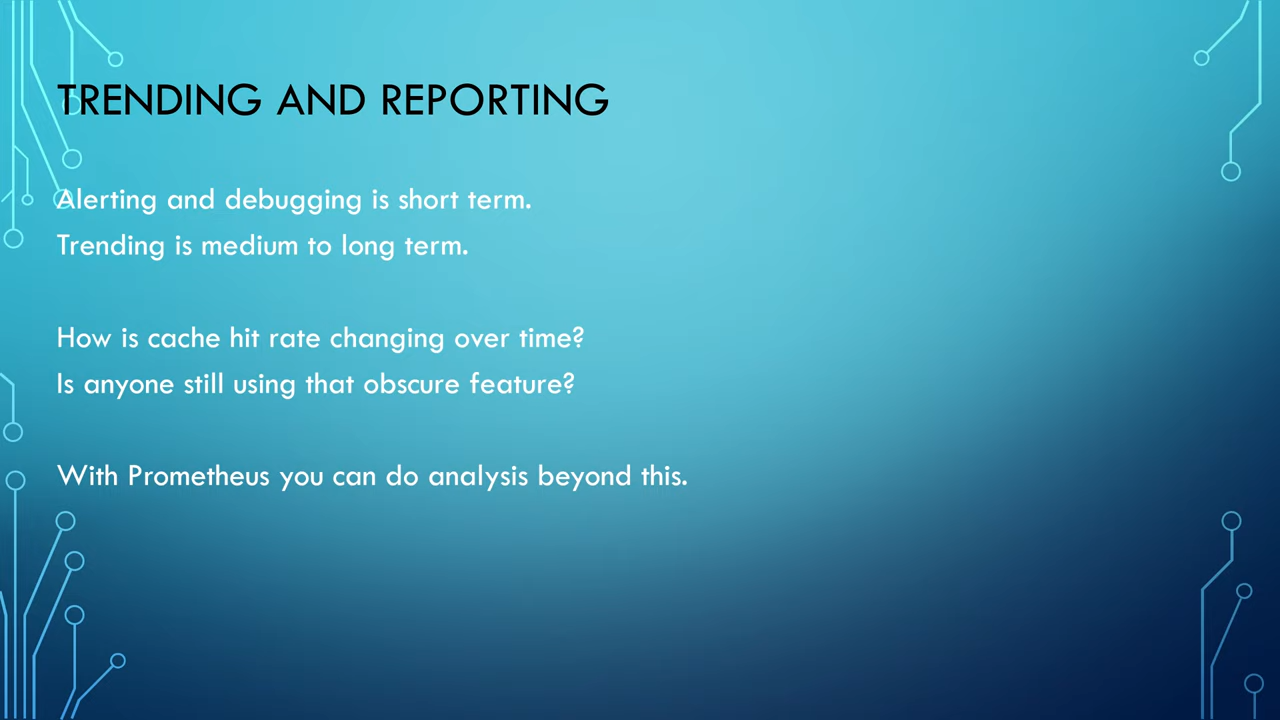 TRENDING AND REPORTING
Alerting and debugging is short term.
Trending is medium to long term.
How is cache hit rate changing over time?
Is anyone still using that obscure feature?
With Prometheus you can do analysis beyond this.